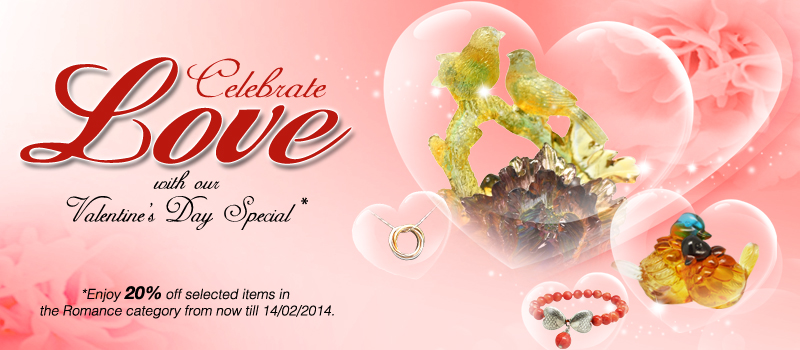 Celebrate
Love
with our
Valentine's Day Special*
*Enjoy 20% off selected items in
the Romance category from now till 14/02/2014.